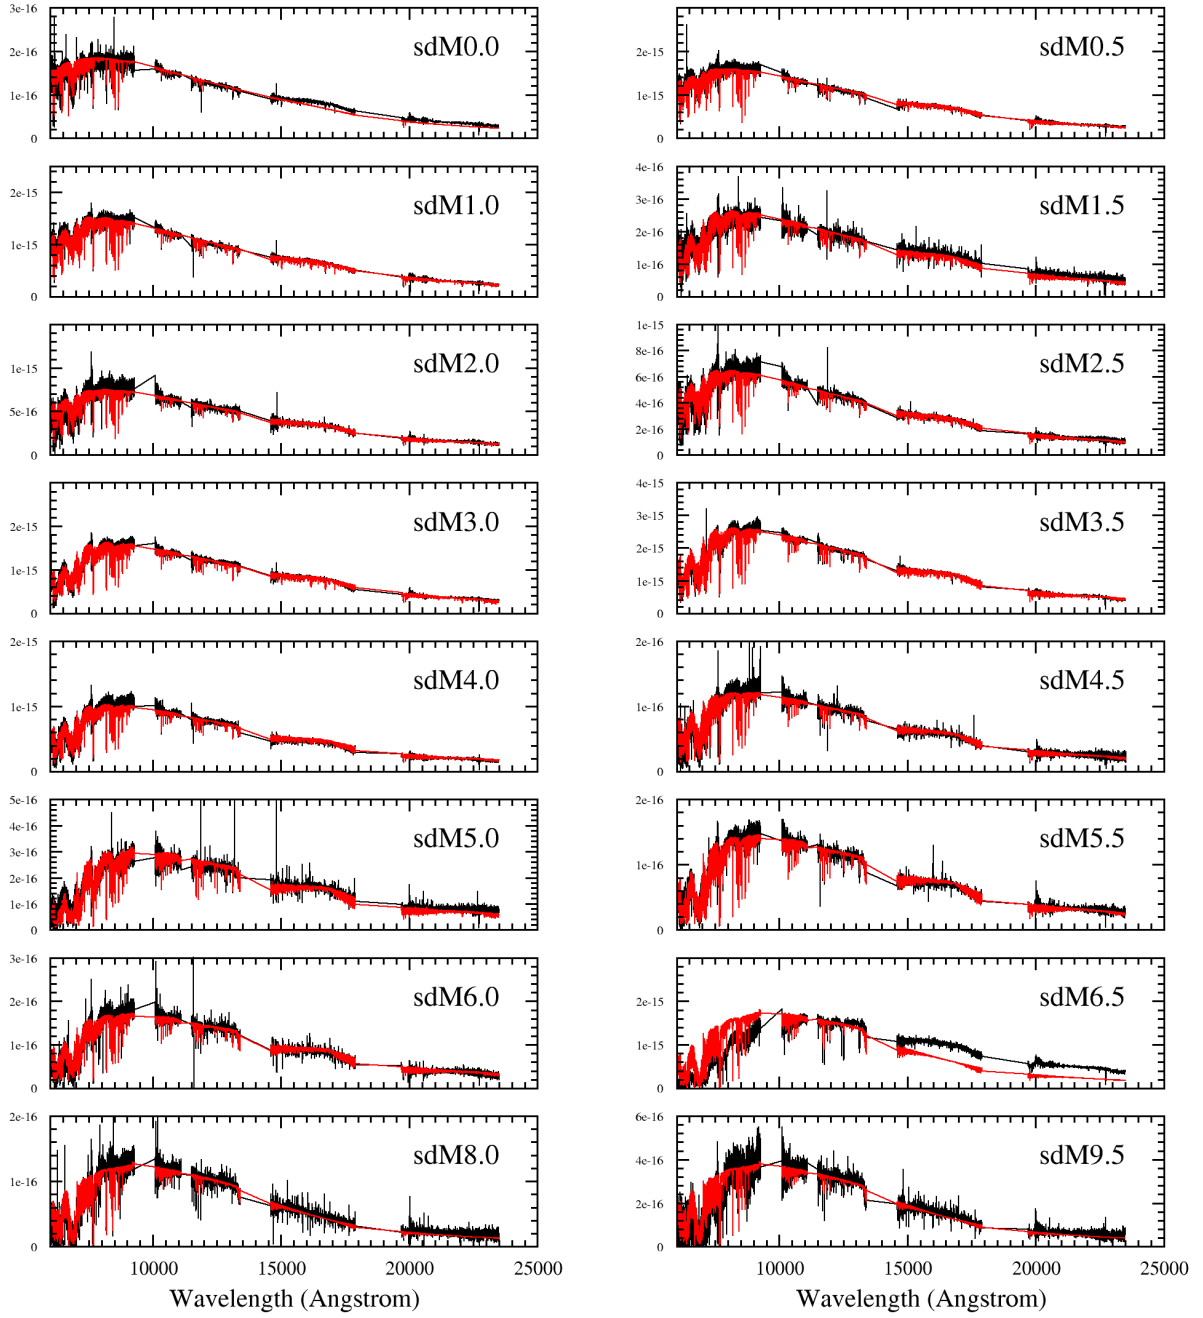 3e-16
2e-16
1e-16
0
sdM0.0
2e-15
1e-15
0
sdM0.5
2e-15
1e-15
0
sdM1.0
4e-16
3e-16
2e-16
1e-16
0
sdM1.5
1e-15
5e-16
0
sdM2.0
1e-15
8e-16
6e-16
4e-16
2e-16
0
sdM2.5
2e-15
1e-15
0
sdM3.0
4e-15
3e-15
2e-15
1e-15
0
sdM3.5
2e-15
1e-15
0
sdM4.0
2e-16
1e-16
0
sdM4.5
5e-16
4e-16
3e-16
2e-16
1e-16
0
sdM5.0
2e-16
1e-16
0
sdM5.5
3e-16
2e-16
1e-16
0
sdM6.0
2e-15
1e-15
0
sdM6.5
2e-16
1e-16
0
sdM8.0
6e-16
4e-16
2e-16
0
sdM9.5
10000 15000 20000 25000
10000 15000 20000 25000
Wavelength (Angstrom)
Wavelength (Angstrom)